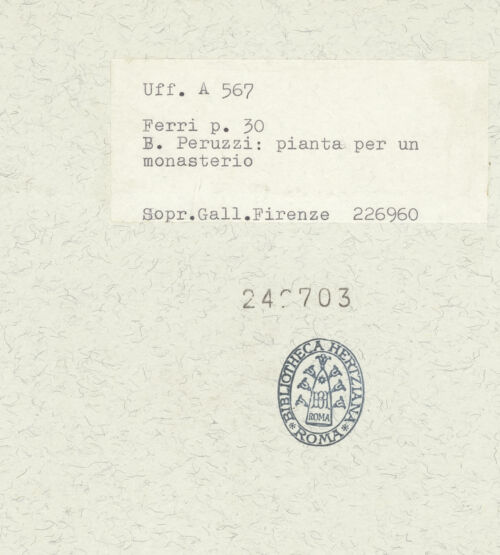 Uff. A 567
Ferri p. 30
B. Peruzzi: pianta per un
monasterio
Sopr.Gall.Firenze 226960
BIBLIOTHECA HERTZIANA
BH
ROMA
* ROMA *